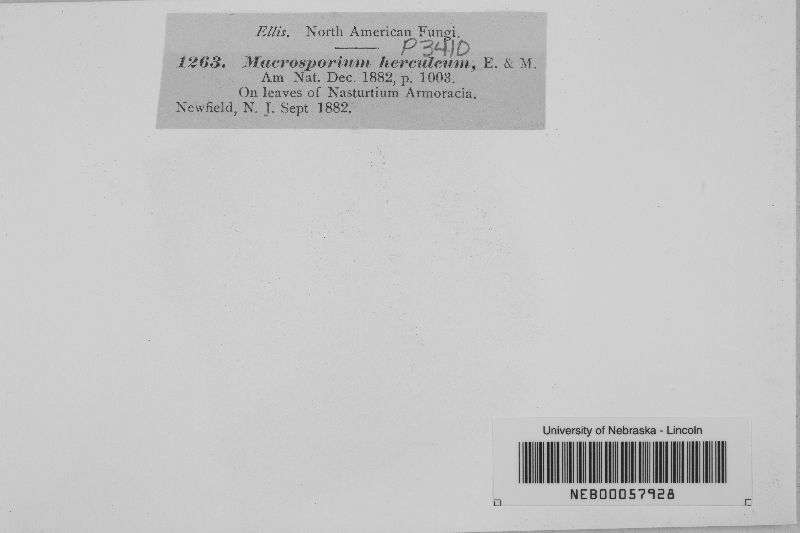 Ellis. North American Fungi.
P3410
1263. Macrosporium herculeum, E. & M.
Am Nat. Dec. 1882, p. 1003.
On leaves of Nasturtium Armoracia.
Newfield, N. J. Sept 1882.
University of Nebraska - Lincoln
NEB00057928